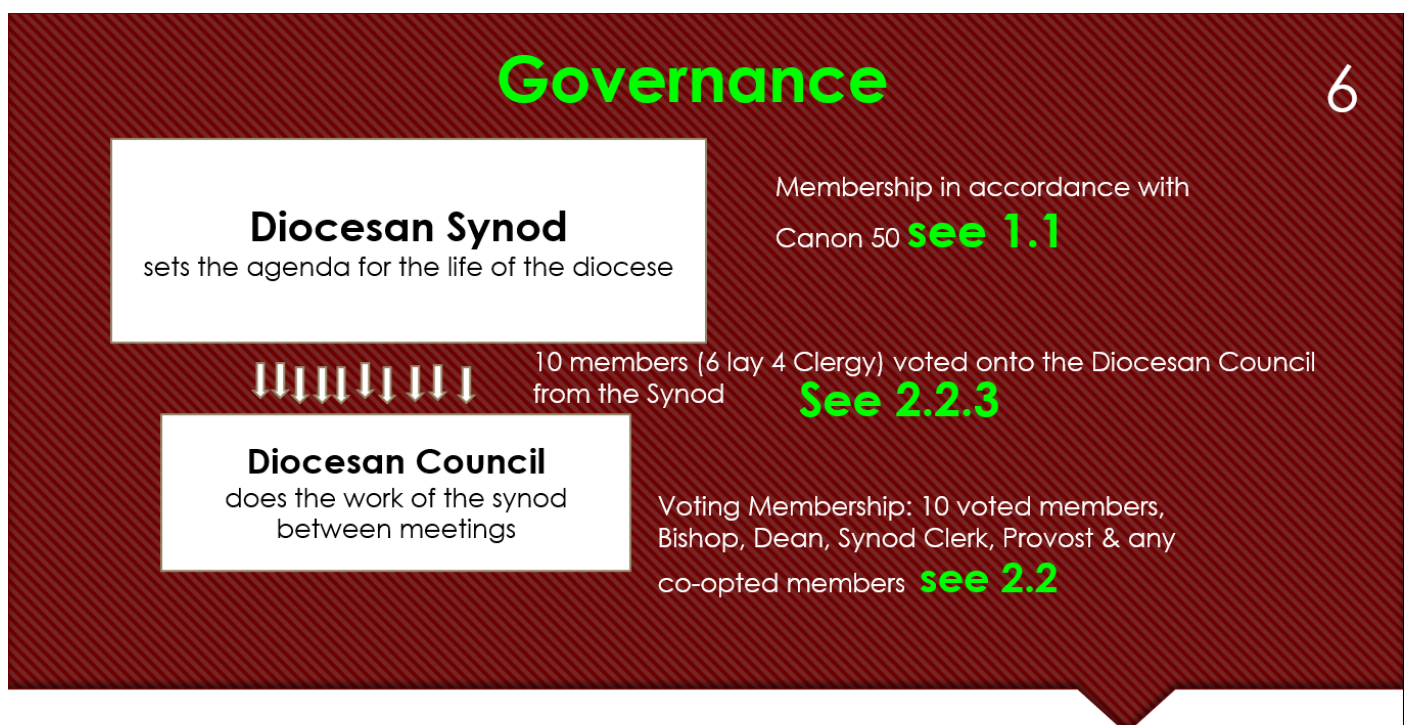 Governance
6
Diocesan Synod
sets the agenda for the life of the diocese
Membership in accordance with
Canon 50 see 1.1
10 members (6 lay 4 Clergy) voted onto the Diocesan Council
from the Synod See 2.2.3
Diocesan Council
does the work of the synod
between meetings
Voting Membership: 10 voted members,
Bishop, Dean, Synod Clerk, Provost & any
co-opted members see 2.2